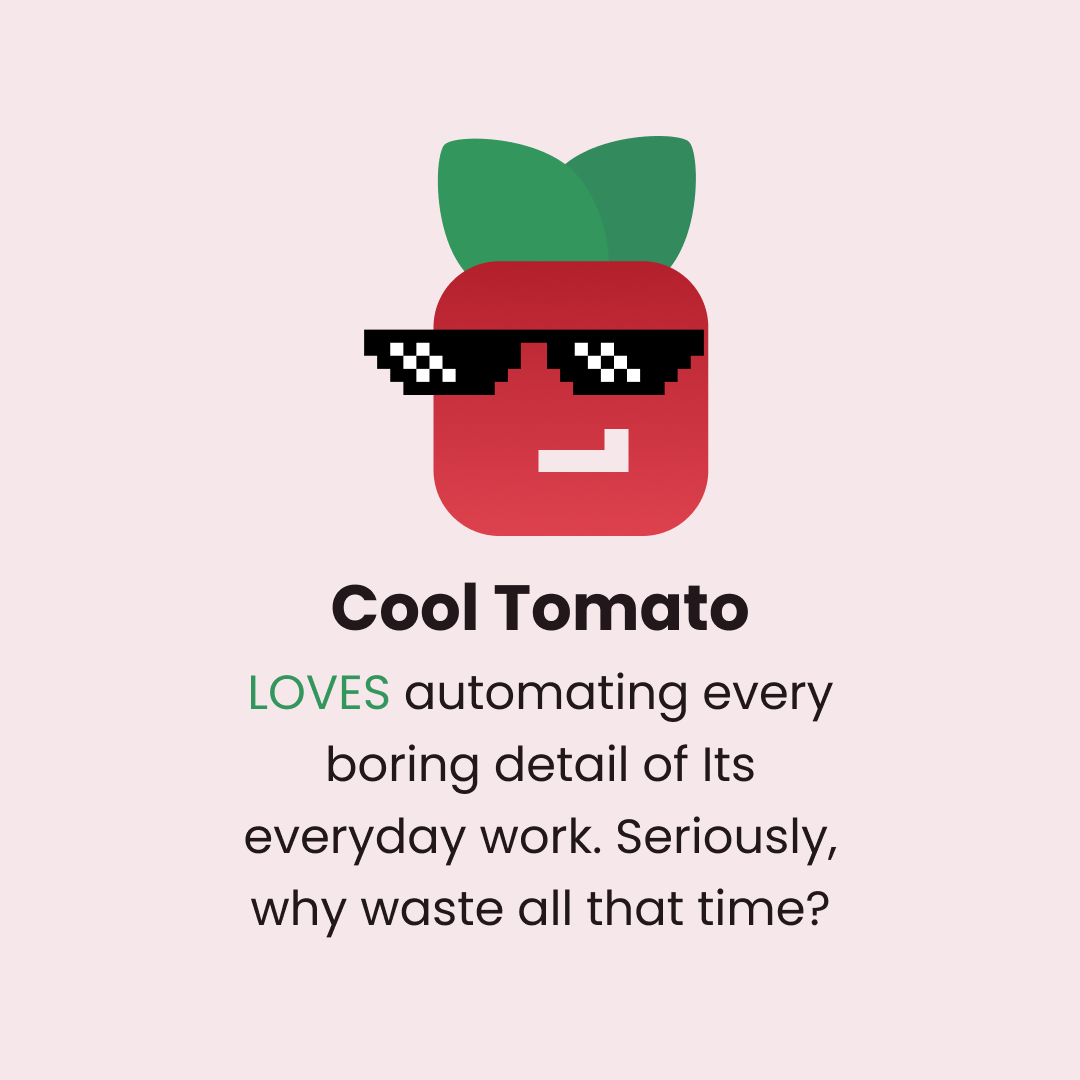 Cool Tomato
LOVES automating every
boring detail of Its
everyday work. Seriously,
why waste all that time?